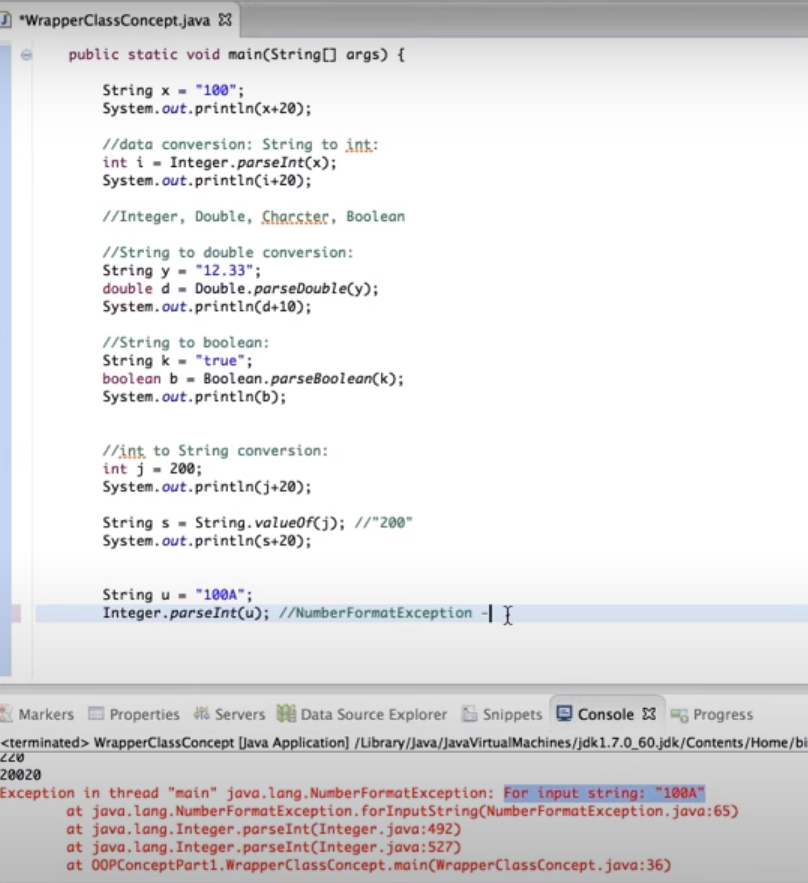 *WrapperClassConcept.java
public static void main(String[] args) {
String x = "100";
System.out.println(x+20);
//data conversion: String to int:
int i = Integer.parseInt(x);
System.out.println(i+20);
//Integer, Double, Charcter, Boolean
//String to double conversion:
String y = "12.33";
double d = Double.parseDouble(y);
System.out.println(d+10);
//String to boolean:
String k = "true";
boolean b = Boolean.parseBoolean(k);
System.out.println(b);
//int to String conversion:
int j = 200;
System.out.println(j+20);
String s = String.valueOf(j); //"200"
System.out.println(s+20);
String u = "100A";
Integer.parseInt(u); //NumberFormatException -
Markers Properties Servers Data Source Explorer Snippets Console Progress
<terminated> WrapperClassConcept [Java Application] /Library/Java/JavaVirtualMachines/jdk1.7.0_60.jdk/Contents/Home/bi
220
20020
Exception in thread "main" java.lang.NumberFormatException: For input string: "100A"
at java.lang.NumberFormatException.forInputString(NumberFormatException.java:65)
at java.lang.Integer.parseInt(Integer.java:492)
at java.lang.Integer.parseInt(Integer.java:527)
at OOPConceptPart1.WrapperClassConcept.main(WrapperClassConcept.java:36)